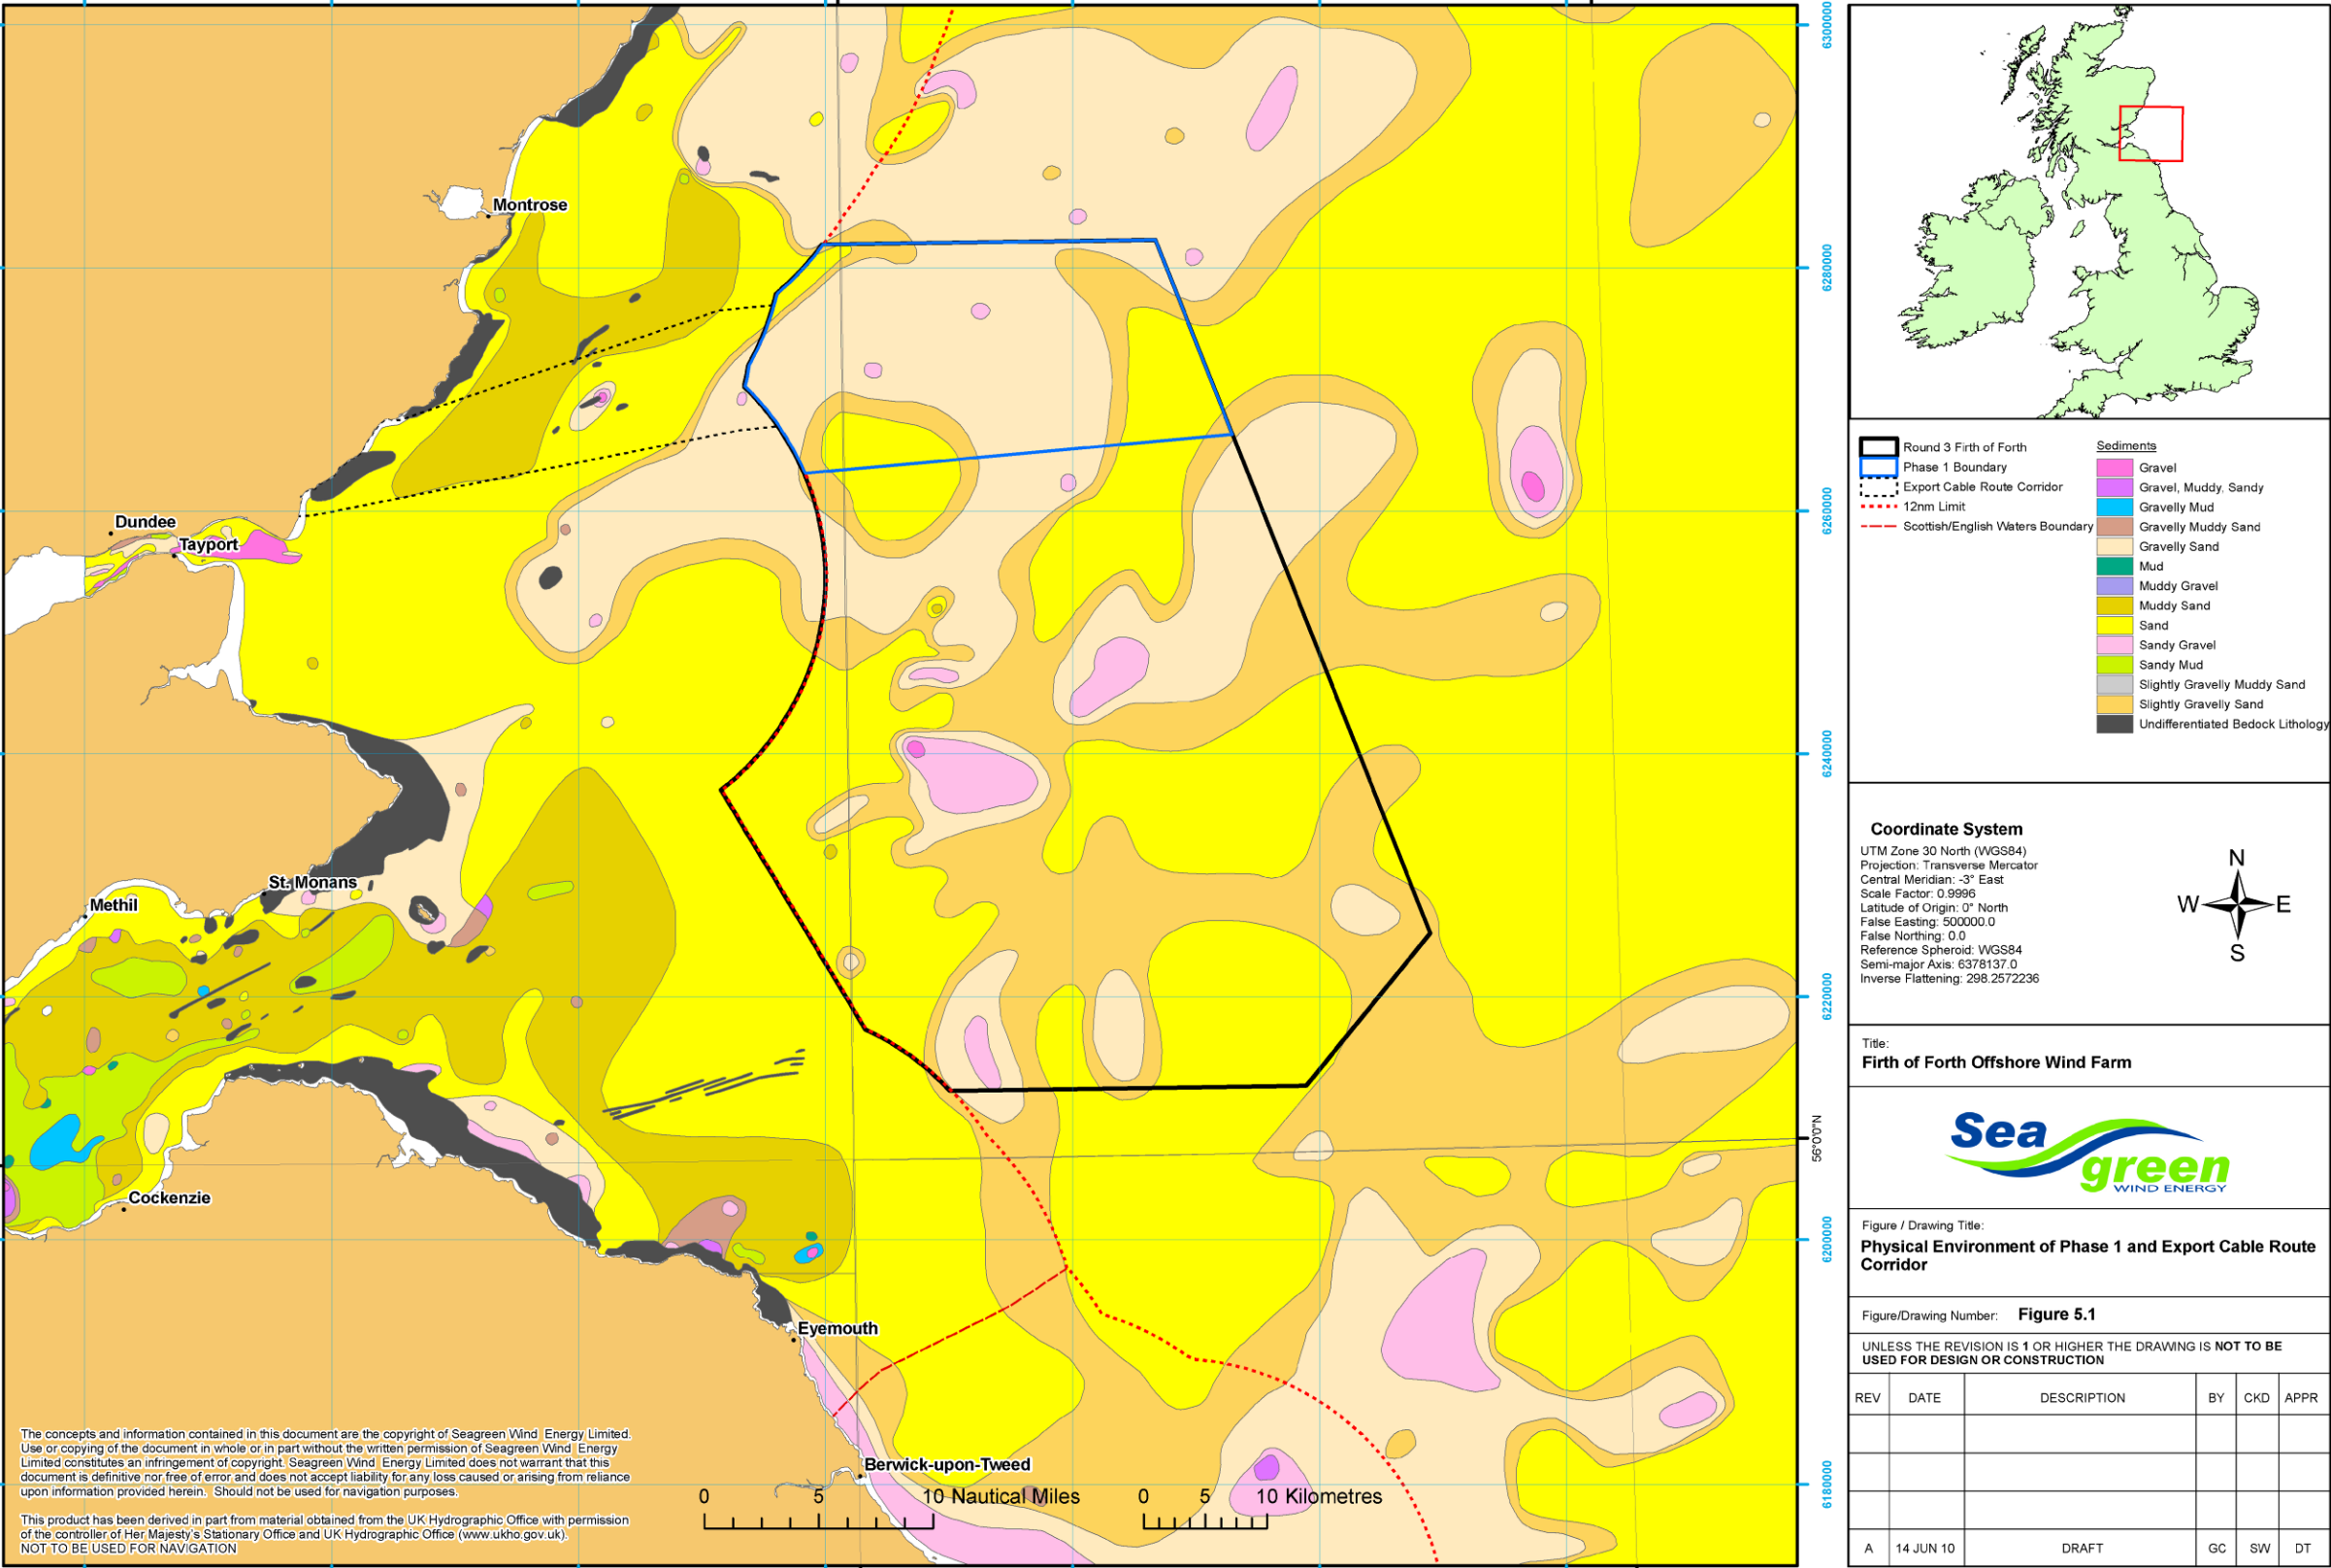 Montrose
Dundee
Tayport
St. Monans
Methil
Cockenzie
Eyemouth
Berwick-upon-Tweed
0 5 10 Nautical Miles
0 5 10 Kilometres
The concepts and information contained in this document are the copyright of Seagreen Wind Energy Limited.
Use or copying of the document in whole or in part without the written permission of Seagreen Wind Energy
Limited constitutes an infringement of copyright. Seagreen Wind Energy Limited does not warrant that this
document is definitive nor free of error and does not accept liability for any loss caused or arising from reliance
upon information provided herein. Should not be used for navigation purposes.
This product has been derived in part from material obtained from the UK Hydrographic Office with permission
of the controller of Her Majesty's Stationary Office and UK Hydrographic Office (www.ukho.gov.uk).
NOT TO BE USED FOR NAVIGATION
6300000
6280000
6260000
6240000
6220000
56°0'0"N
6200000
6180000
Round 3 Firth of Forth
Phase 1 Boundary
Export Cable Route Corridor
12nm Limit
Scottish/English Waters Boundary
Sediments
Gravel
Gravel, Muddy, Sandy
Gravelly Mud
Gravelly Muddy Sand
Gravelly Sand
Mud
Muddy Gravel
Muddy Sand
Sand
Sandy Gravel
Sandy Mud
Slightly Gravelly Muddy Sand
Slightly Gravelly Sand
Undifferentiated Bedock Lithology
Coordinate System
UTM Zone 30 North (WGS84)
Projection: Transverse Mercator
Central Meridian: -3° East
Scale Factor: 0.9996
Latitude of Origin: 0° North
False Easting: 500000.0
False Northing: 0.0
Reference Spheroid: WGS84
Semi-major Axis: 6378137.0
Inverse Flattening: 298.2572236
N
W E
S
Title:
Firth of Forth Offshore Wind Farm
Sea
green
WIND ENERGY
Figure / Drawing Title:
Physical Environment of Phase 1 and Export Cable Route
Corridor
Figure/Drawing Number: Figure 5.1
UNLESS THE REVISION IS 1 OR HIGHER THE DRAWING IS NOT TO BE
USED FOR DESIGN OR CONSTRUCTION
REV DATE DESCRIPTION BY CKD APPR
A 14 JUN 10 DRAFT GC SW DT